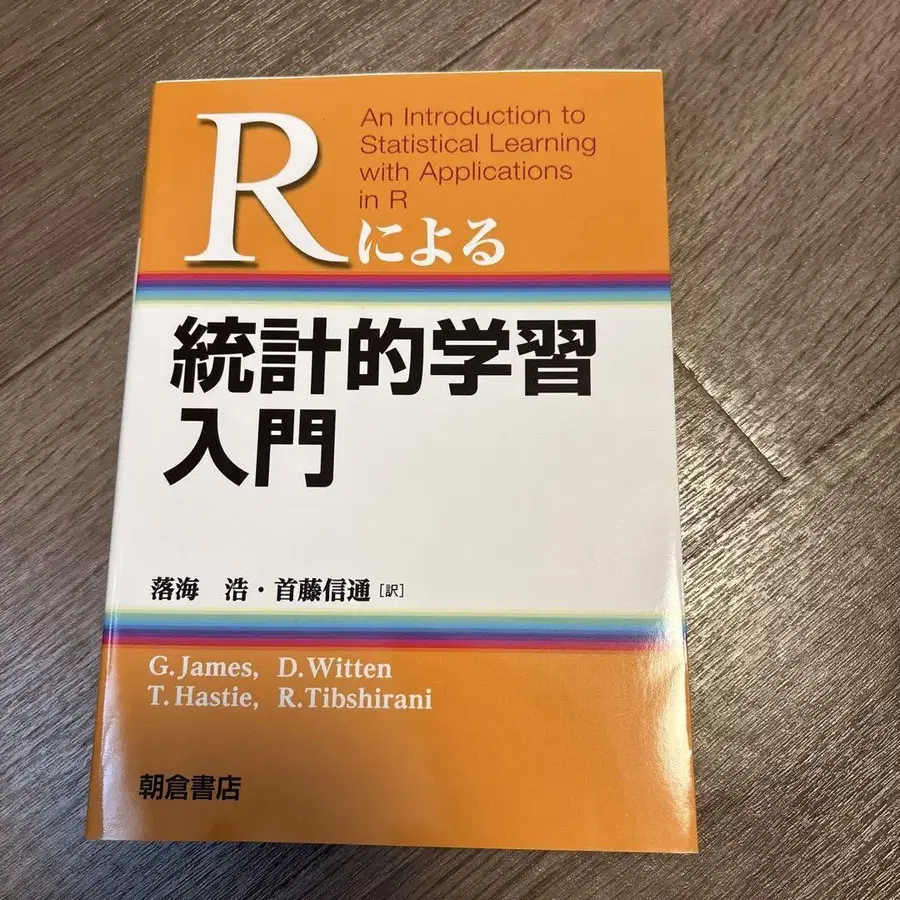 An Introduction to
Statistical Learning
with Applications
in R
Rによる
統計的学習
入門
落海 浩・首藤信通[訳]
G.James, D.Witten
T.Hastie, R.Tibshirani
朝倉書店